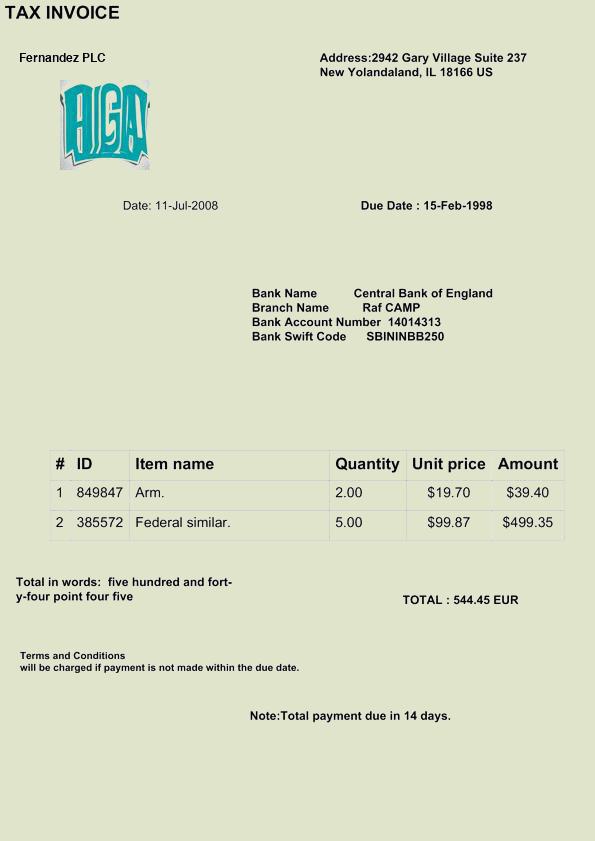 TAX INVOICE
Fernandez PLC
Address:2942 Gary Village Suite 237
New Yolandaland, IL 18166 US
Date: 11-Jul-2008
Due Date : 15-Feb-1998
Bank Name Central Bank of England
Branch Name Raf CAMP
Bank Account Number 14014313
Bank Swift Code SBININBB250
# ID Item name Quantity Unit price Amount
1 849847 Arm. 2.00 $19.70 $39.40
2 385572 Federal similar. 5.00 $99.87 $499.35
Total in words: five hundred and fort-
y-four point four five
TOTAL : 544.45 EUR
Terms and Conditions
will be charged if payment is not made within the due date.
Note:Total payment due in 14 days.